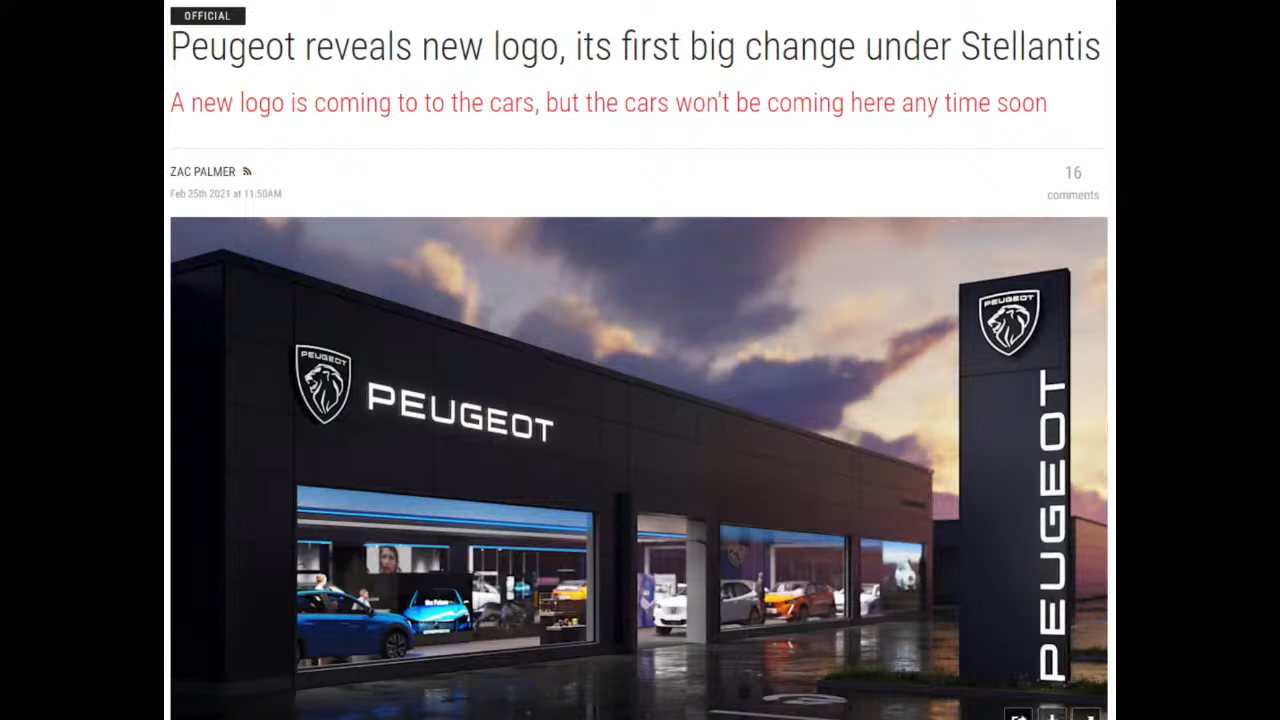 OFFICIAL
Peugeot reveals new logo, its first big change under Stellantis
A new logo is coming to to the cars, but the cars won't be coming here any time soon
ZAC PALMER
16
Feb 25th 2021 at 11:50AM
comments
PEUGEOT
PEUGEOT
PEUGEOT
PEUGEOT